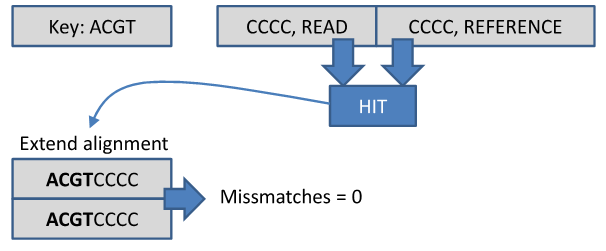 Key: ACGT
CCCC, READ
CCCC, REFERENCE
HIT
Extend alignment
ACGTCCCC
ACGTCCCC
Missmatches = 0